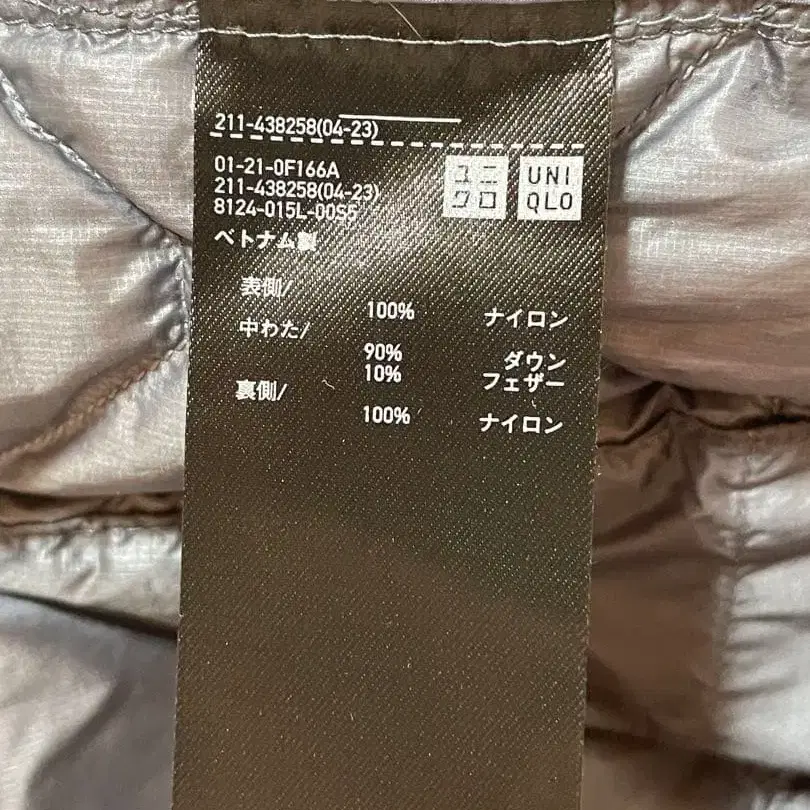 211-438258(04-23)
01-21-0F166A
211-438258(04-23)
8124-015L-00S5
ベトナム製
ユニ
クロ
UNI
QLO
表側/
100% ナイロン
中わた/
90% ダウン
10% フェザー
裏側/
100% ナイロン